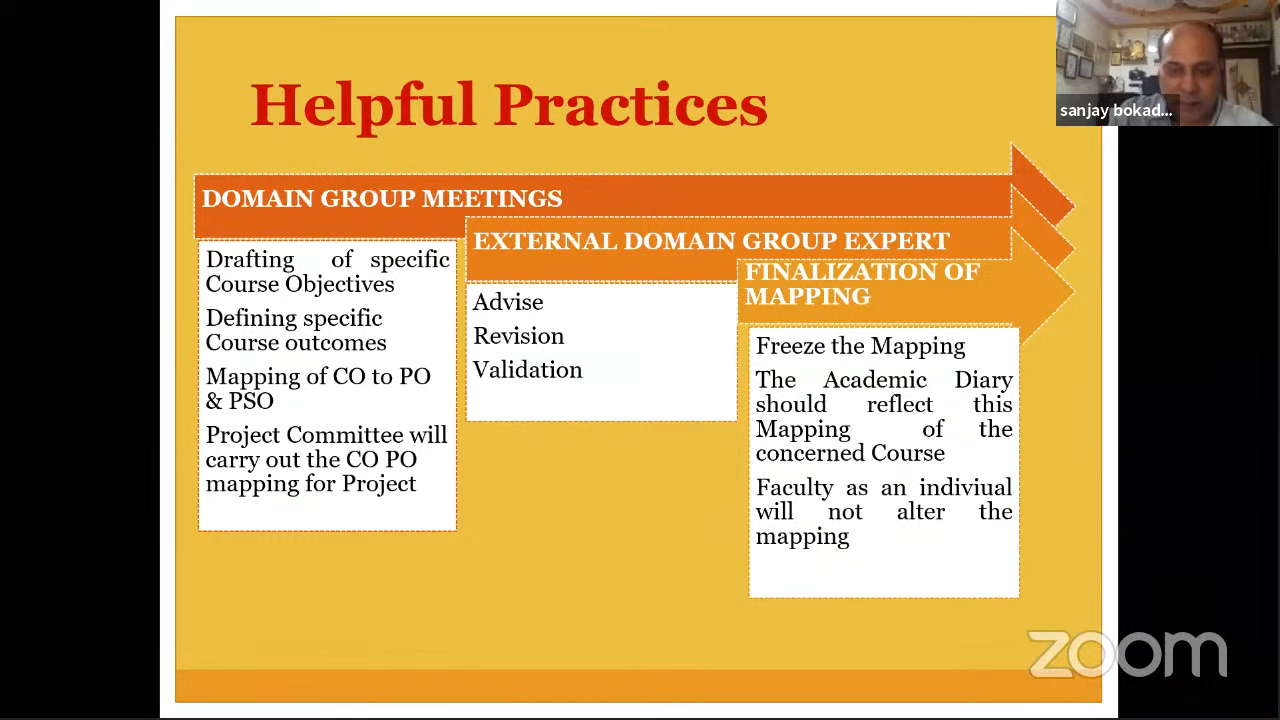 Helpful Practices
sanjay bokad...
DOMAIN GROUP MEETINGS
Drafting of specific
Course Objectives
Defining specific
Course outcomes
Mapping of CO to PO
& PSO
Project Committee will
carry out the CO PO
mapping for Project
EXTERNAL DOMAIN GROUP EXPERT
Advise
Revision
Validation
FINALIZATION OF
MAPPING
Freeze the Mapping
The Academic Diary
should reflect this
Mapping of the
concerned Course
Faculty as an indiviual
will not alter the
mapping
zoom